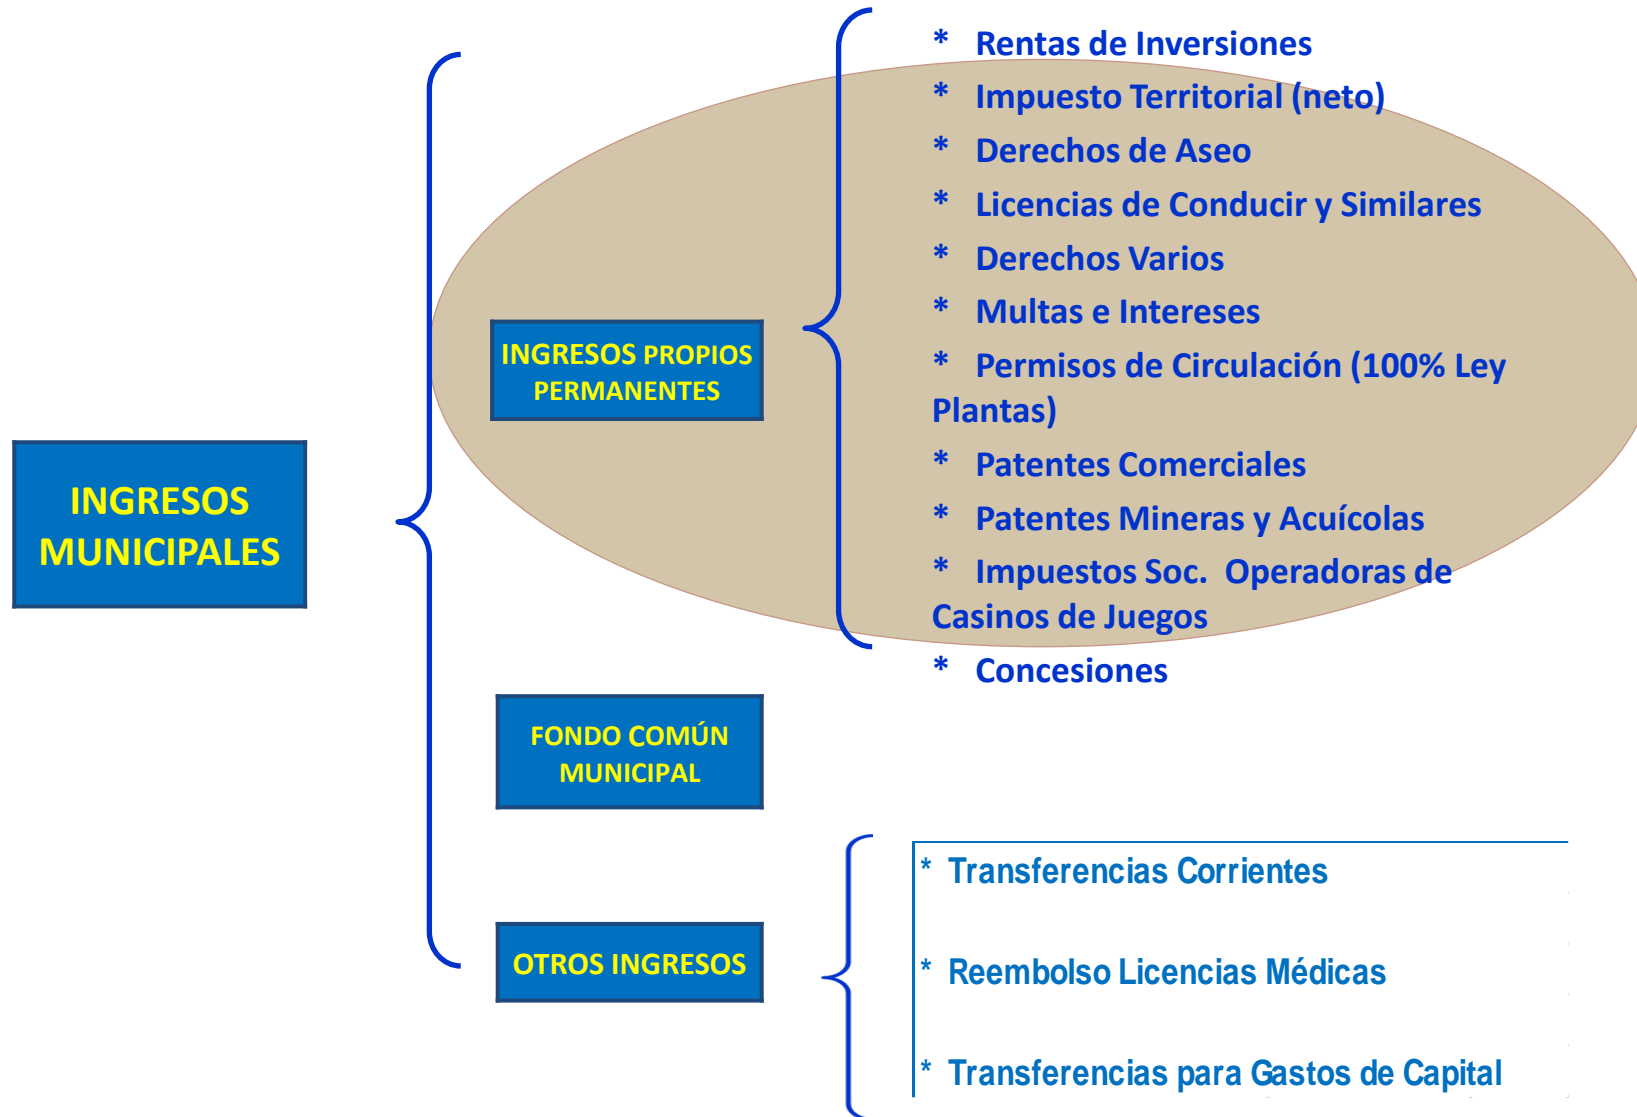 INGRESOS
MUNICIPALES
INGRESOS PROPIOS
PERMANENTES
* Rentas de Inversiones
* Impuesto Territorial (neto)
* Derechos de Aseo
* Licencias de Conducir y Similares
* Derechos Varios
* Multas e Intereses
* Permisos de Circulación (100% Ley
Plantas)
* Patentes Comerciales
* Patentes Mineras y Acuícolas
* Impuestos Soc. Operadoras de
Casinos de Juegos
* Concesiones
FONDO COMÚN
MUNICIPAL
OTROS INGRESOS
* Transferencias Corrientes
* Reembolso Licencias Médicas
* Transferencias para Gastos de Capital